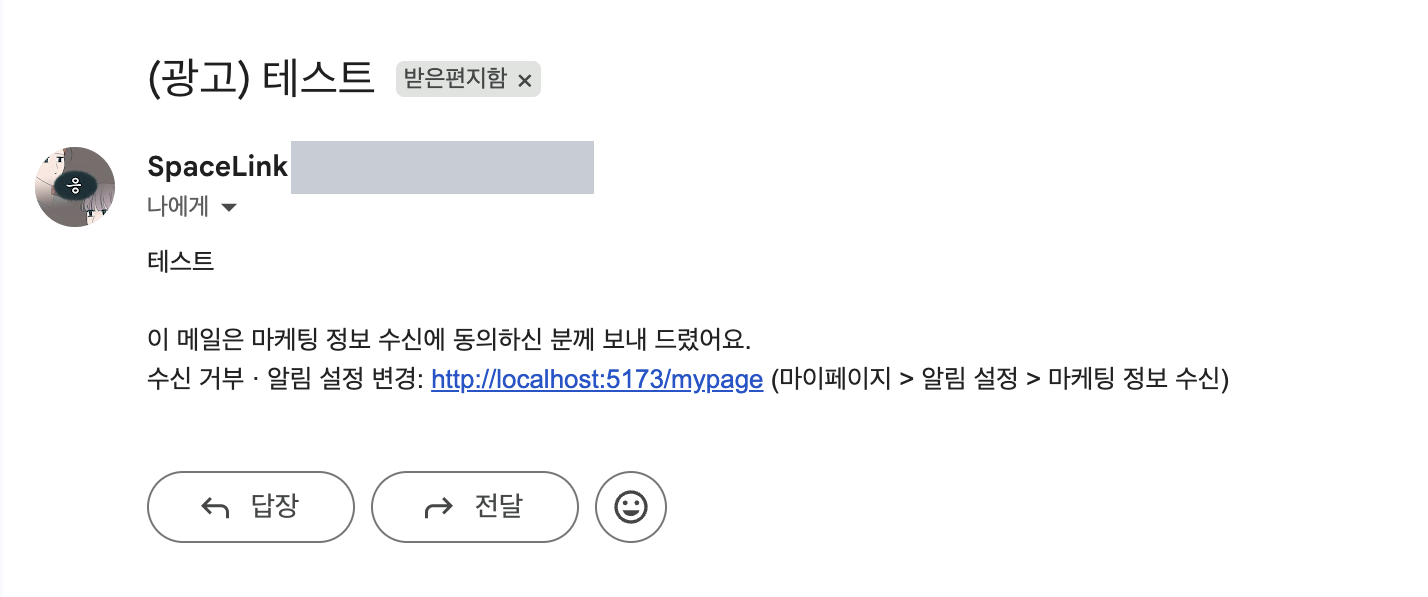 (광고) 테스트 받은편지함 ×
SpaceLink
응
나에게
테스트
이 메일은 마케팅 정보 수신에 동의하신 분께 보내 드렸어요.
수신 거부 · 알림 설정 변경: http://localhost:5173/mypage (마이페이지 > 알림 설정 > 마케팅 정보 수신)
답장 전달